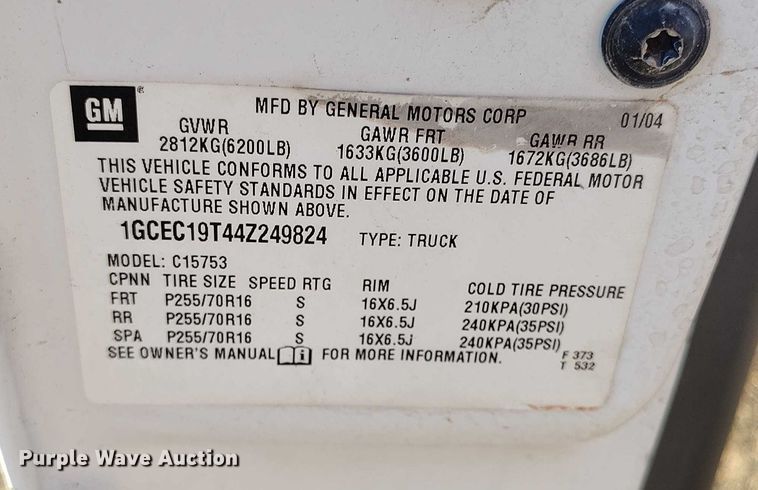 GM ®
MFD BY GENERAL MOTORS CORP 01/04
GVWR GAWR FRT GAWR RR
2812KG(6200LB) 1633KG(3600LB) 1672KG(3686LB)
THIS VEHICLE CONFORMS TO ALL APPLICABLE U.S. FEDERAL MOTOR
VEHICLE SAFETY STANDARDS IN EFFECT ON THE DATE OF
MANUFACTURE SHOWN ABOVE.
1GCEC19T44Z249824 TYPE: TRUCK
MODEL: C15753
CPNN TIRE SIZE SPEED RTG RIM COLD TIRE PRESSURE
FRT P255/70R16 S 16X6.5J 210KPA(30PSI)
RR P255/70R16 S 16X6.5J 240KPA(35PSI)
SPA P255/70R16 S 16X6.5J 240KPA(35PSI)
SEE OWNER'S MANUAL FOR MORE INFORMATION. F 373
T 532
Purple Wave Auction